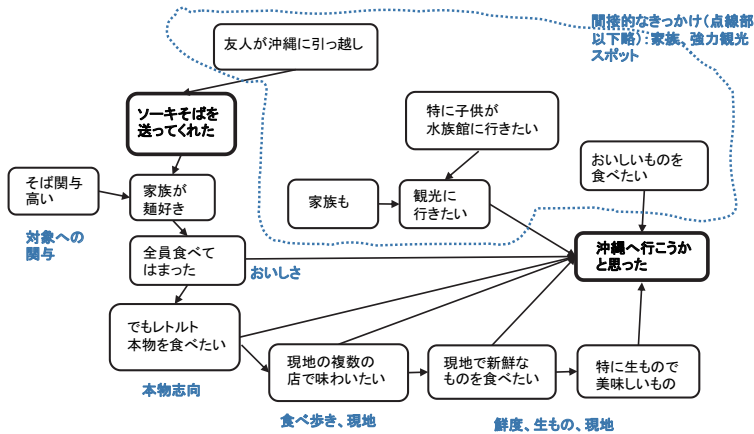 間接的なきっかけ（点線部
以下略）：家族、強力観光
スポット
友人が沖縄に引っ越し
ソーキそばを
送ってくれた
特に子供が
水族館に行きたい
おいしいものを
食べたい
そば関与
高い
家族が
麺好き
家族も
観光に
行きたい
対象への
関与
全員食べて
はまった
おいしさ
沖縄へ行こうか
と思った
でもレトルト
本物を食べたい
現地の複数の
店で味わいたい
現地で新鮮な
ものを食べたい
特に生もので
美味しいもの
本物志向
食べ歩き、現地
鮮度、生もの、現地